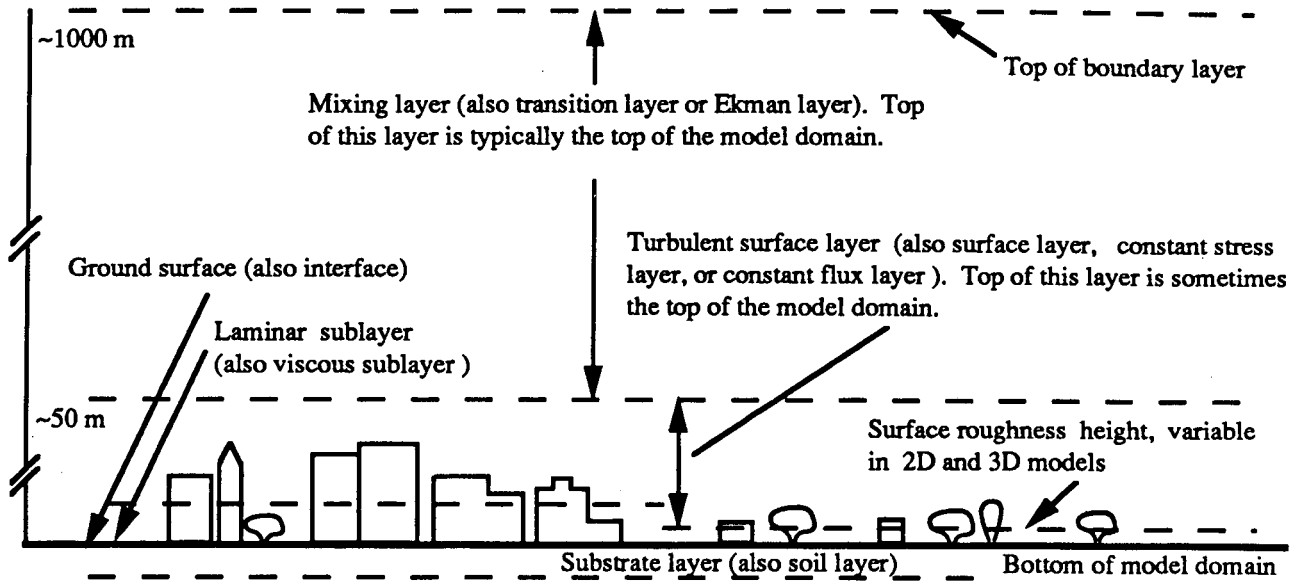 ~1000 m
Top of boundary layer
Mixing layer (also transition layer or Ekman layer). Top
of this layer is typically the top of the model domain.
Turbulent surface layer (also surface layer, constant stress
layer, or constant flux layer ). Top of this layer is sometimes
the top of the model domain.
Ground surface (also interface)
Laminar sublayer
(also viscous sublayer )
~50 m
Surface roughness height, variable
in 2D and 3D models
Substrate layer (also soil layer)
Bottom of model domain